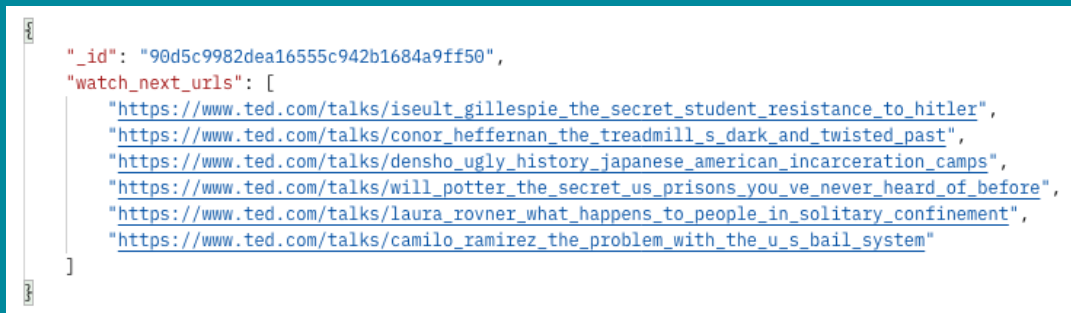 {
"_id": "90d5c9982dea16555c942b1684a9ff50",
"watch_next_urls": [
"https://www.ted.com/talks/iseult_gillespie_the_secret_student_resistance_to_hitler",
"https://www.ted.com/talks/conor_heffernan_the_treadmill_s_dark_and_twisted_past",
"https://www.ted.com/talks/densho_ugly_history_japanese_american_incarceration_camps",
"https://www.ted.com/talks/will_potter_the_secret_us_prisons_you_ve_never_heard_of_before",
"https://www.ted.com/talks/laura_rovner_what_happens_to_people_in_solitary_confinement",
"https://www.ted.com/talks/camilo_ramirez_the_problem_with_the_u_s_bail_system"
]
}